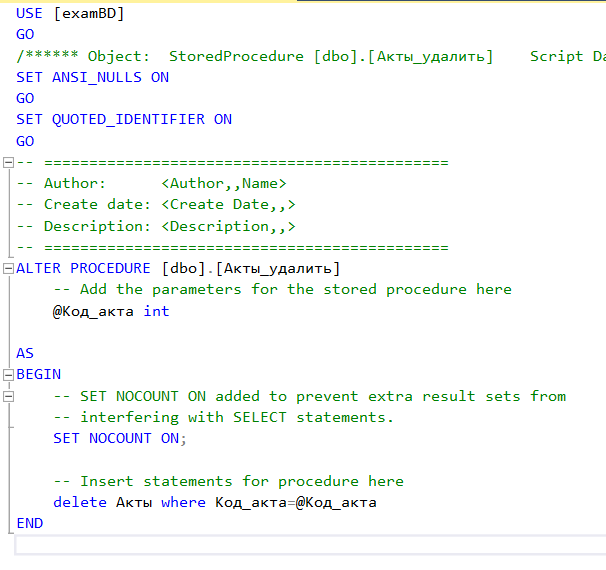 USE [examBD]
GO
/****** Object:  StoredProcedure [dbo].[Акты_удалить]    Script
SET ANSI_NULLS ON
GO
SET QUOTED_IDENTIFIER ON
GO
-- =============================================
-- Author:      <Author,,Name>
-- Create date: <Create Date,,>
-- Description: <Description,,>
-- =============================================
ALTER PROCEDURE [dbo].[Акты_удалить]
    -- Add the parameters for the stored procedure here
    @Код_акта int
AS
BEGIN
    -- SET NOCOUNT ON added to prevent extra result sets from
    -- interfering with SELECT statements.
    SET NOCOUNT ON;
    -- Insert statements for procedure here
    delete Акты where Код_акта=@Код_акта
END